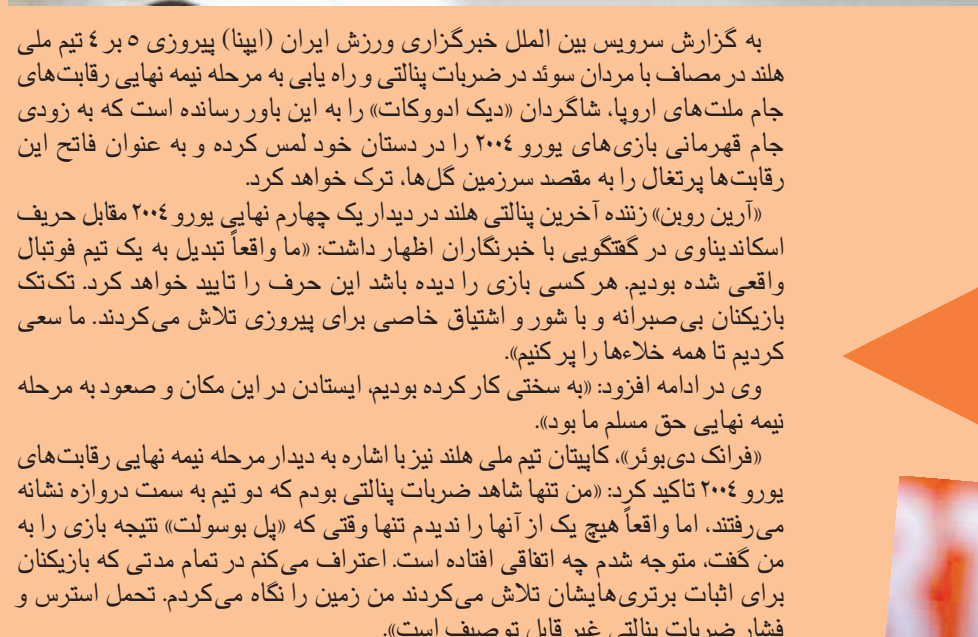 به گزارش سرویس بین الملل خبرگزاری ورزش ایران (ایپنا) پیروزی ٥ بر ٤ تیم ملی
هلند در مصاف با مردان سوئد در ضربات پنالتی و راه یابی به مرحله نیمه نهایی رقابت‌های
جام ملت‌های اروپا، شاگردان «دیک ادووکات» را به این باور رسانده است که به زودی
جام قهرمانی بازی‌های یورو ٢٠٠٤ را در دستان خود لمس کرده و به عنوان فاتح این
رقابت‌ها پرتغال را به مقصد سرزمین گل‌ها، ترک خواهد کرد.
«آرین روبن» زننده آخرین پنالتی هلند در دیدار یک چهارم نهایی یورو ٢٠٠٤ مقابل حریف
اسکاندیناوی در گفتگویی با خبرنگاران اظهار داشت: «ما واقعاً تبدیل به یک تیم فوتبال
واقعی شده بودیم. هر کسی بازی را دیده باشد این حرف را تایید خواهد کرد. تک‌تک
بازیکنان بی‌صبرانه و با شور و اشتیاق خاصی برای پیروزی تلاش می‌کردند. ما سعی
کردیم تا همه خلاءها را پر کنیم».
وی در ادامه افزود: «به سختی کار کرده بودیم، ایستادن در این مکان و صعود به مرحله
نیمه نهایی حق مسلم ما بود».
«فرانک دی‌بوئر»، کاپیتان تیم ملی هلند نیز با اشاره به دیدار مرحله نیمه نهایی رقابت‌های
یورو ٢٠٠٤ تاکید کرد: «من تنها شاهد ضربات پنالتی بودم که دو تیم به سمت دروازه نشانه
می‌رفتند، اما واقعاً هیچ یک از آنها را ندیدم تنها وقتی که «پل بوسولت» نتیجه بازی را به
من گفت، متوجه شدم چه اتفاقی افتاده است. اعتراف می‌کنم در تمام مدتی که بازیکنان
برای اثبات برتری‌هایشان تلاش می‌کردند من زمین را نگاه می‌کردم. تحمل استرس و
فشار ضربات پنالتی غیر قابل توصیف است».